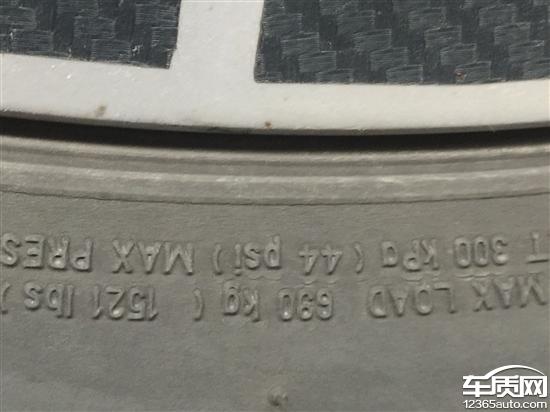 MAX LOAD 690 kg ( 1521 lbs )
T 300 kPa ( 44 psi ) MAX PRES
车质网
12365auto.com